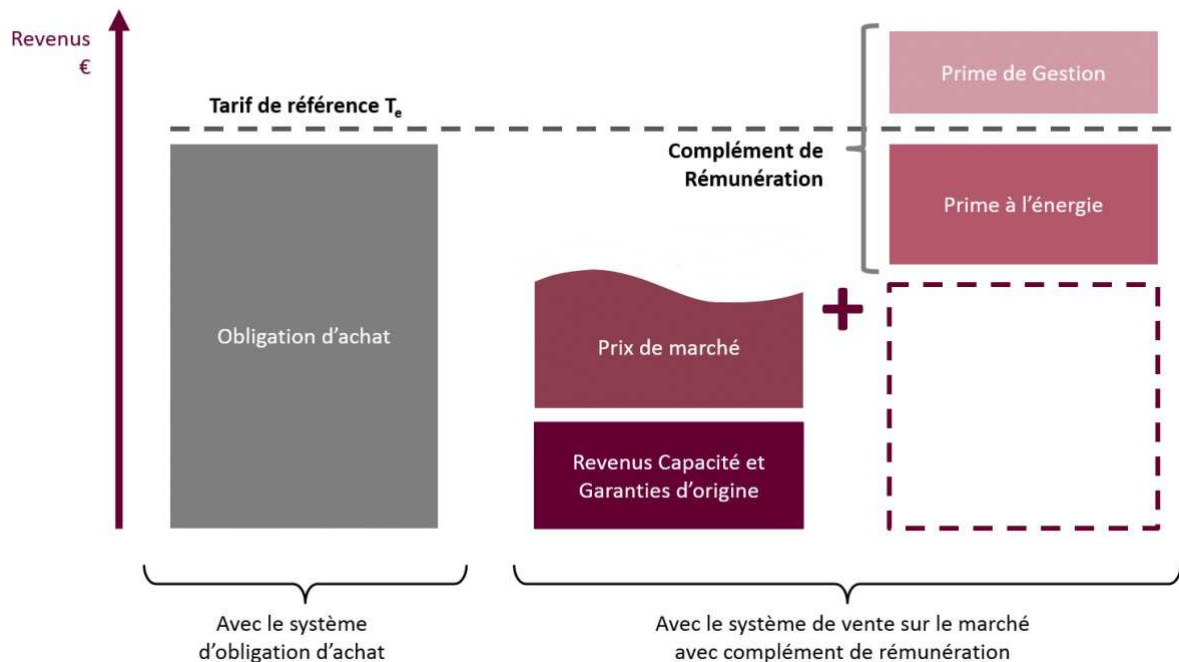 Revenus
€
Tarif de référence Te
Prime de Gestion
Complément de
Rémunération
Prime à l'énergie
Obligation d'achat
Prix de marché
+
Revenus Capacité et
Garanties d'origine
Avec le système
d'obligation d'achat
Avec le système de vente sur le marché
avec complément de rémunération